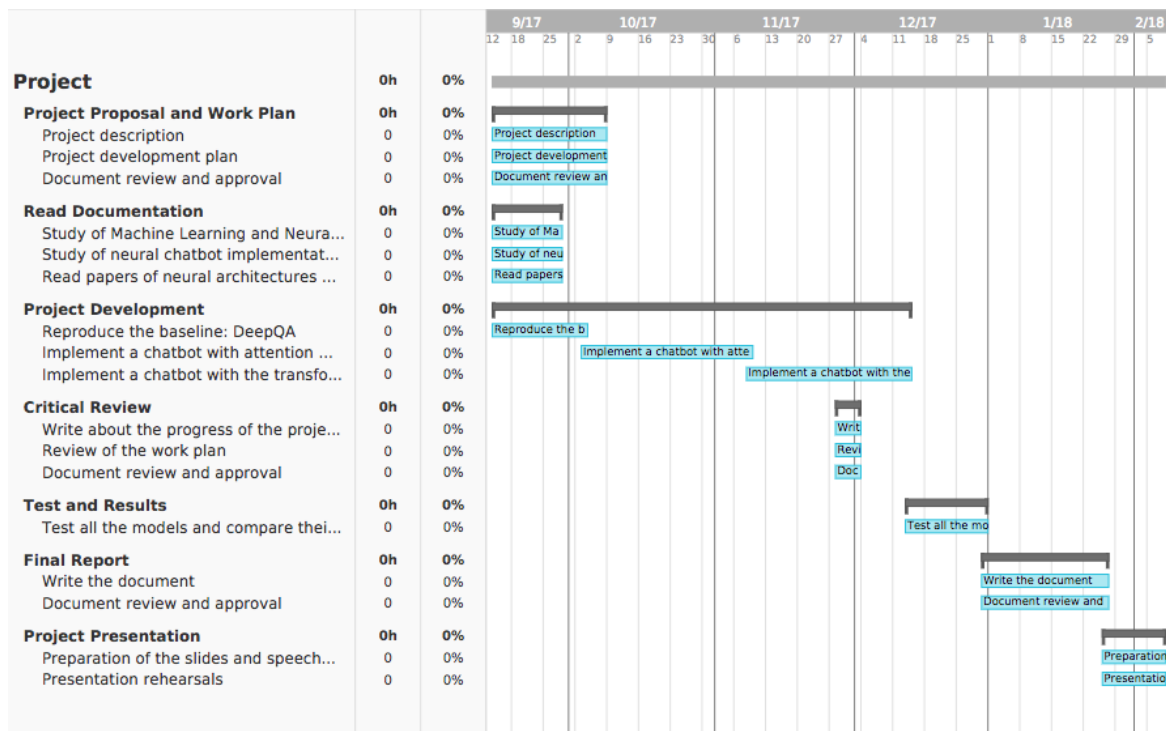 9/17 10/17 11/17 12/17 1/18 2/18
12 18 25 2 9 16 23 30 6 13 20 27 4 11 18 25 1 8 15 22 29 5
Project 0h 0%
Project Proposal and Work Plan 0h 0%
Project description 0 0% Project description
Project development plan 0 0% Project development
Document review and approval 0 0% Document review an
Read Documentation 0h 0%
Study of Machine Learning and Neura... 0 0% Study of Ma
Study of neural chatbot implementat... 0 0% Study of neu
Read papers of neural architectures ... 0 0% Read papers
Project Development 0h 0%
Reproduce the baseline: DeepQA 0 0% Reproduce the b
Implement a chatbot with attention ... 0 0% Implement a chatbot with atte
Implement a chatbot with the transfo... 0 0% Implement a chatbot with the
Critical Review 0h 0%
Write about the progress of the proje... 0 0% Writ
Review of the work plan 0 0% Revi
Document review and approval 0 0% Doc
Test and Results 0h 0%
Test all the models and compare thei... 0 0% Test all the mo
Final Report 0h 0%
Write the document 0 0% Write the document
Document review and approval 0 0% Document review and
Project Presentation 0h 0%
Preparation of the slides and speech... 0 0% Preparation
Presentation rehearsals 0 0% Presentatio